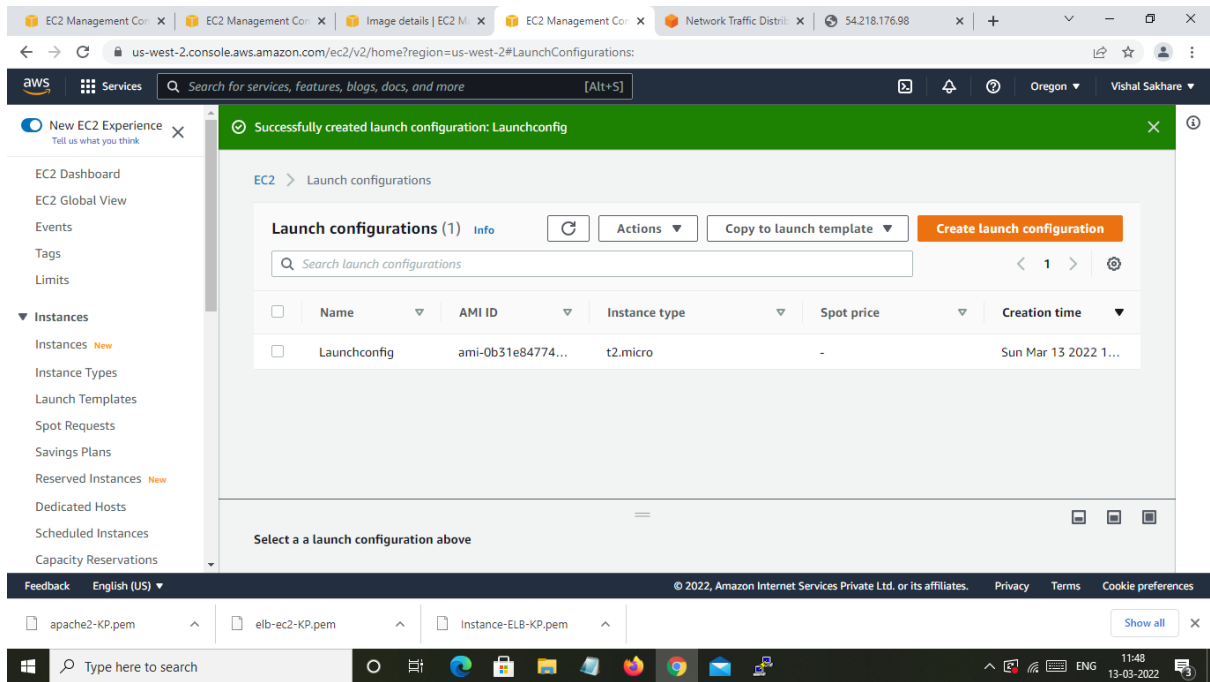 EC2 Management Con
EC2 Management Con
Image details | EC2 M
EC2 Management Con
Network Traffic Distrib
54.218.176.98
us-west-2.console.aws.amazon.com/ec2/v2/home?region=us-west-2#LaunchConfigurations:
aws
Services
Search for services, features, blogs, docs, and more
[Alt+S]
Oregon
Vishal Sakhare
New EC2 Experience
Tell us what you think
EC2 Dashboard
EC2 Global View
Events
Tags
Limits
Instances
Instances New
Instance Types
Launch Templates
Spot Requests
Savings Plans
Reserved Instances New
Dedicated Hosts
Scheduled Instances
Capacity Reservations
Successfully created launch configuration: Launchconfig
EC2 > Launch configurations
Launch configurations (1) Info
Actions
Copy to launch template
Create launch configuration
Search launch configurations
1
Name AMI ID Instance type Spot price Creation time
Launchconfig ami-0b31e84774... t2.micro - Sun Mar 13 2022 1...
Select a a launch configuration above
Feedback English (US) © 2022, Amazon Internet Services Private Ltd. or its affiliates. Privacy Terms Cookie preferences
apache2-KP.pem
elb-ec2-KP.pem
Instance-ELB-KP.pem
Show all
Type here to search
ENG
11:48
13-03-2022
3